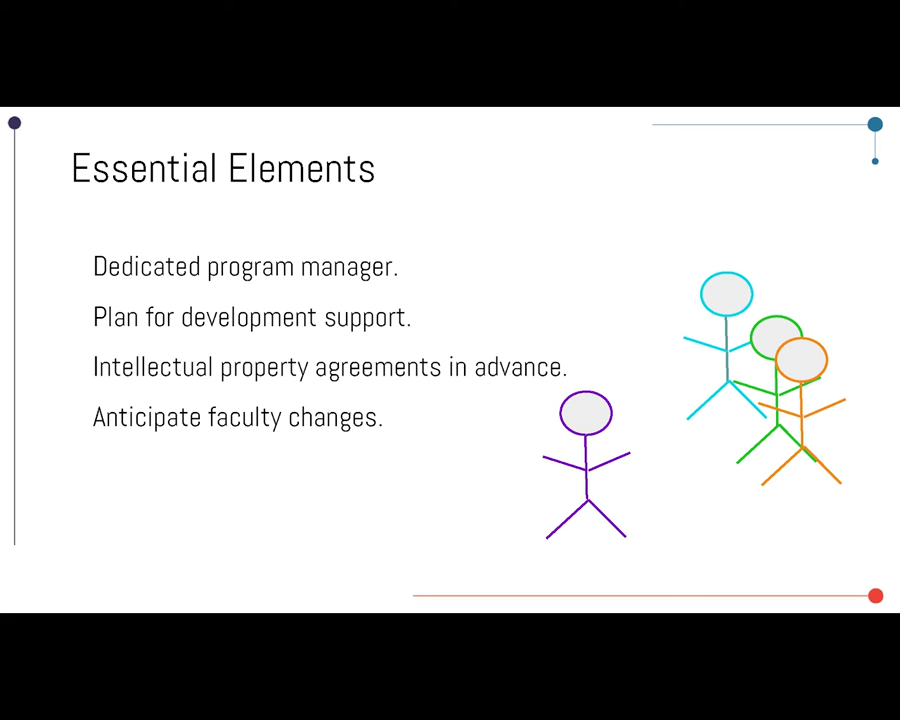 Essential Elements
Dedicated program manager.
Plan for development support.
Intellectual property agreements in advance.
Anticipate faculty changes.